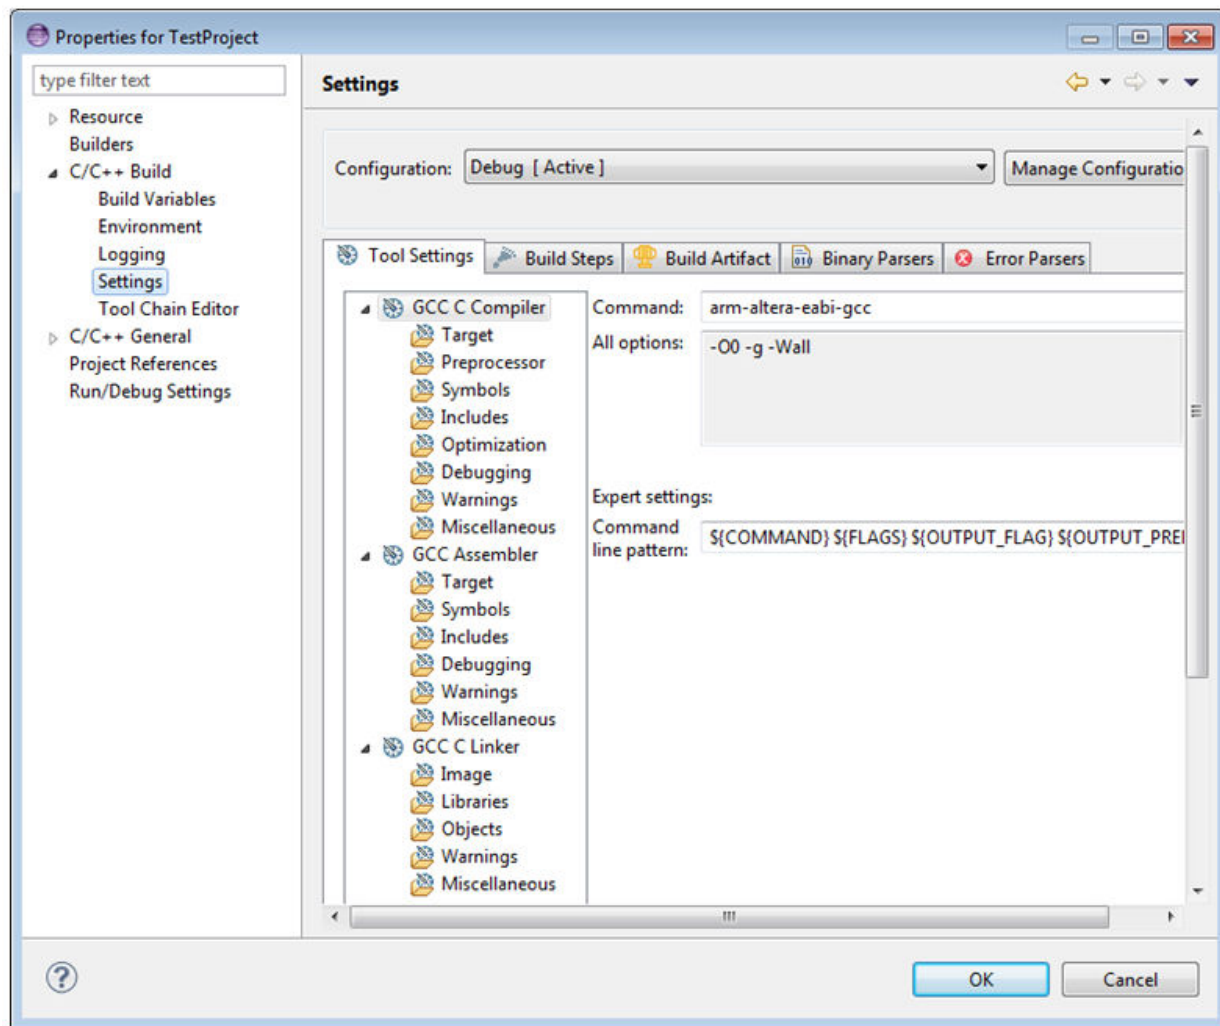 Properties for TestProject
type filter text
Resource
Builders
C/C++ Build
Build Variables
Environment
Logging
Settings
Tool Chain Editor
C/C++ General
Project References
Run/Debug Settings
Settings
Configuration: Debug [ Active ] Manage Configuratio
Tool Settings Build Steps Build Artifact Binary Parsers Error Parsers
GCC C Compiler
Target
Preprocessor
Symbols
Includes
Optimization
Debugging
Warnings
Miscellaneous
GCC Assembler
Target
Symbols
Includes
Debugging
Warnings
Miscellaneous
GCC C Linker
Image
Libraries
Objects
Warnings
Miscellaneous
Command: arm-altera-eabi-gcc
All options: -O0 -g -Wall
Expert settings:
Command
line pattern: ${COMMAND} ${FLAGS} ${OUTPUT_FLAG} ${OUTPUT_PREI
OK Cancel